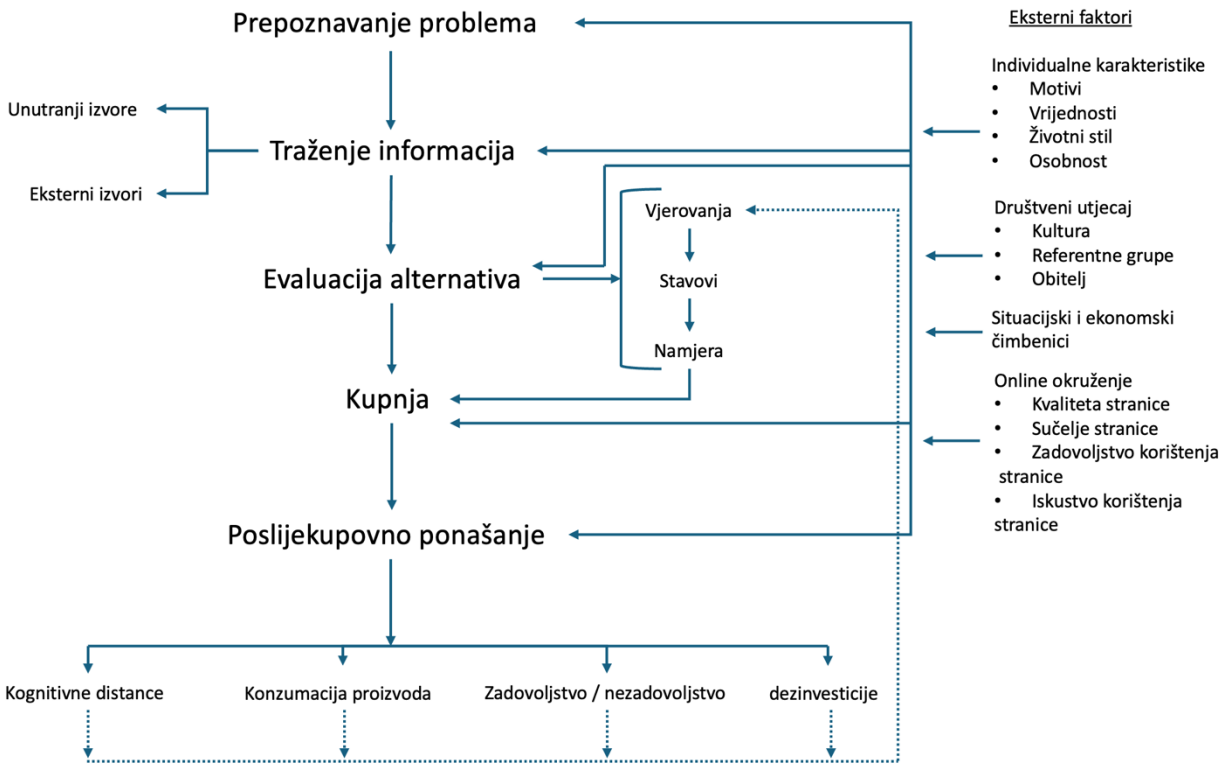 Prepoznavanje problema
Eksterni faktori
Individualne karakteristike
• Motivi
• Vrijednosti
• Životni stil
• Osobnost
Unutranji izvore
Traženje informacija
Eksterni izvori
Vjerovanja
Društveni utjecaj
• Kultura
• Referentne grupe
• Obitelj
Evaluacija alternativa
Stavovi
Namjera
Situacijski i ekonomski
čimbenici
Kupnja
Online okruženje
• Kvaliteta stranice
• Sučelje stranice
• Zadovoljstvo korištenja
stranice
• Iskustvo korištenja
stranice
Poslijekupovno ponašanje
Kognitivne distance
Konzumacija proizvoda
Zadovoljstvo / nezadovoljstvo
dezinvesticije